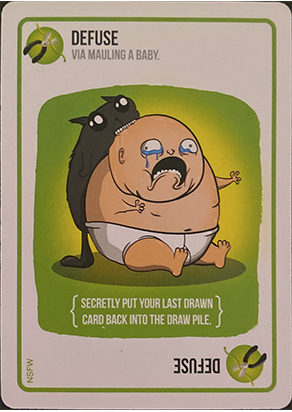 DEFUSE
VIA MAULING A BABY.
{ SECRETLY PUT YOUR LAST DRAWN
CARD BACK INTO THE DRAW PILE. }
NSFW
DEFUSE